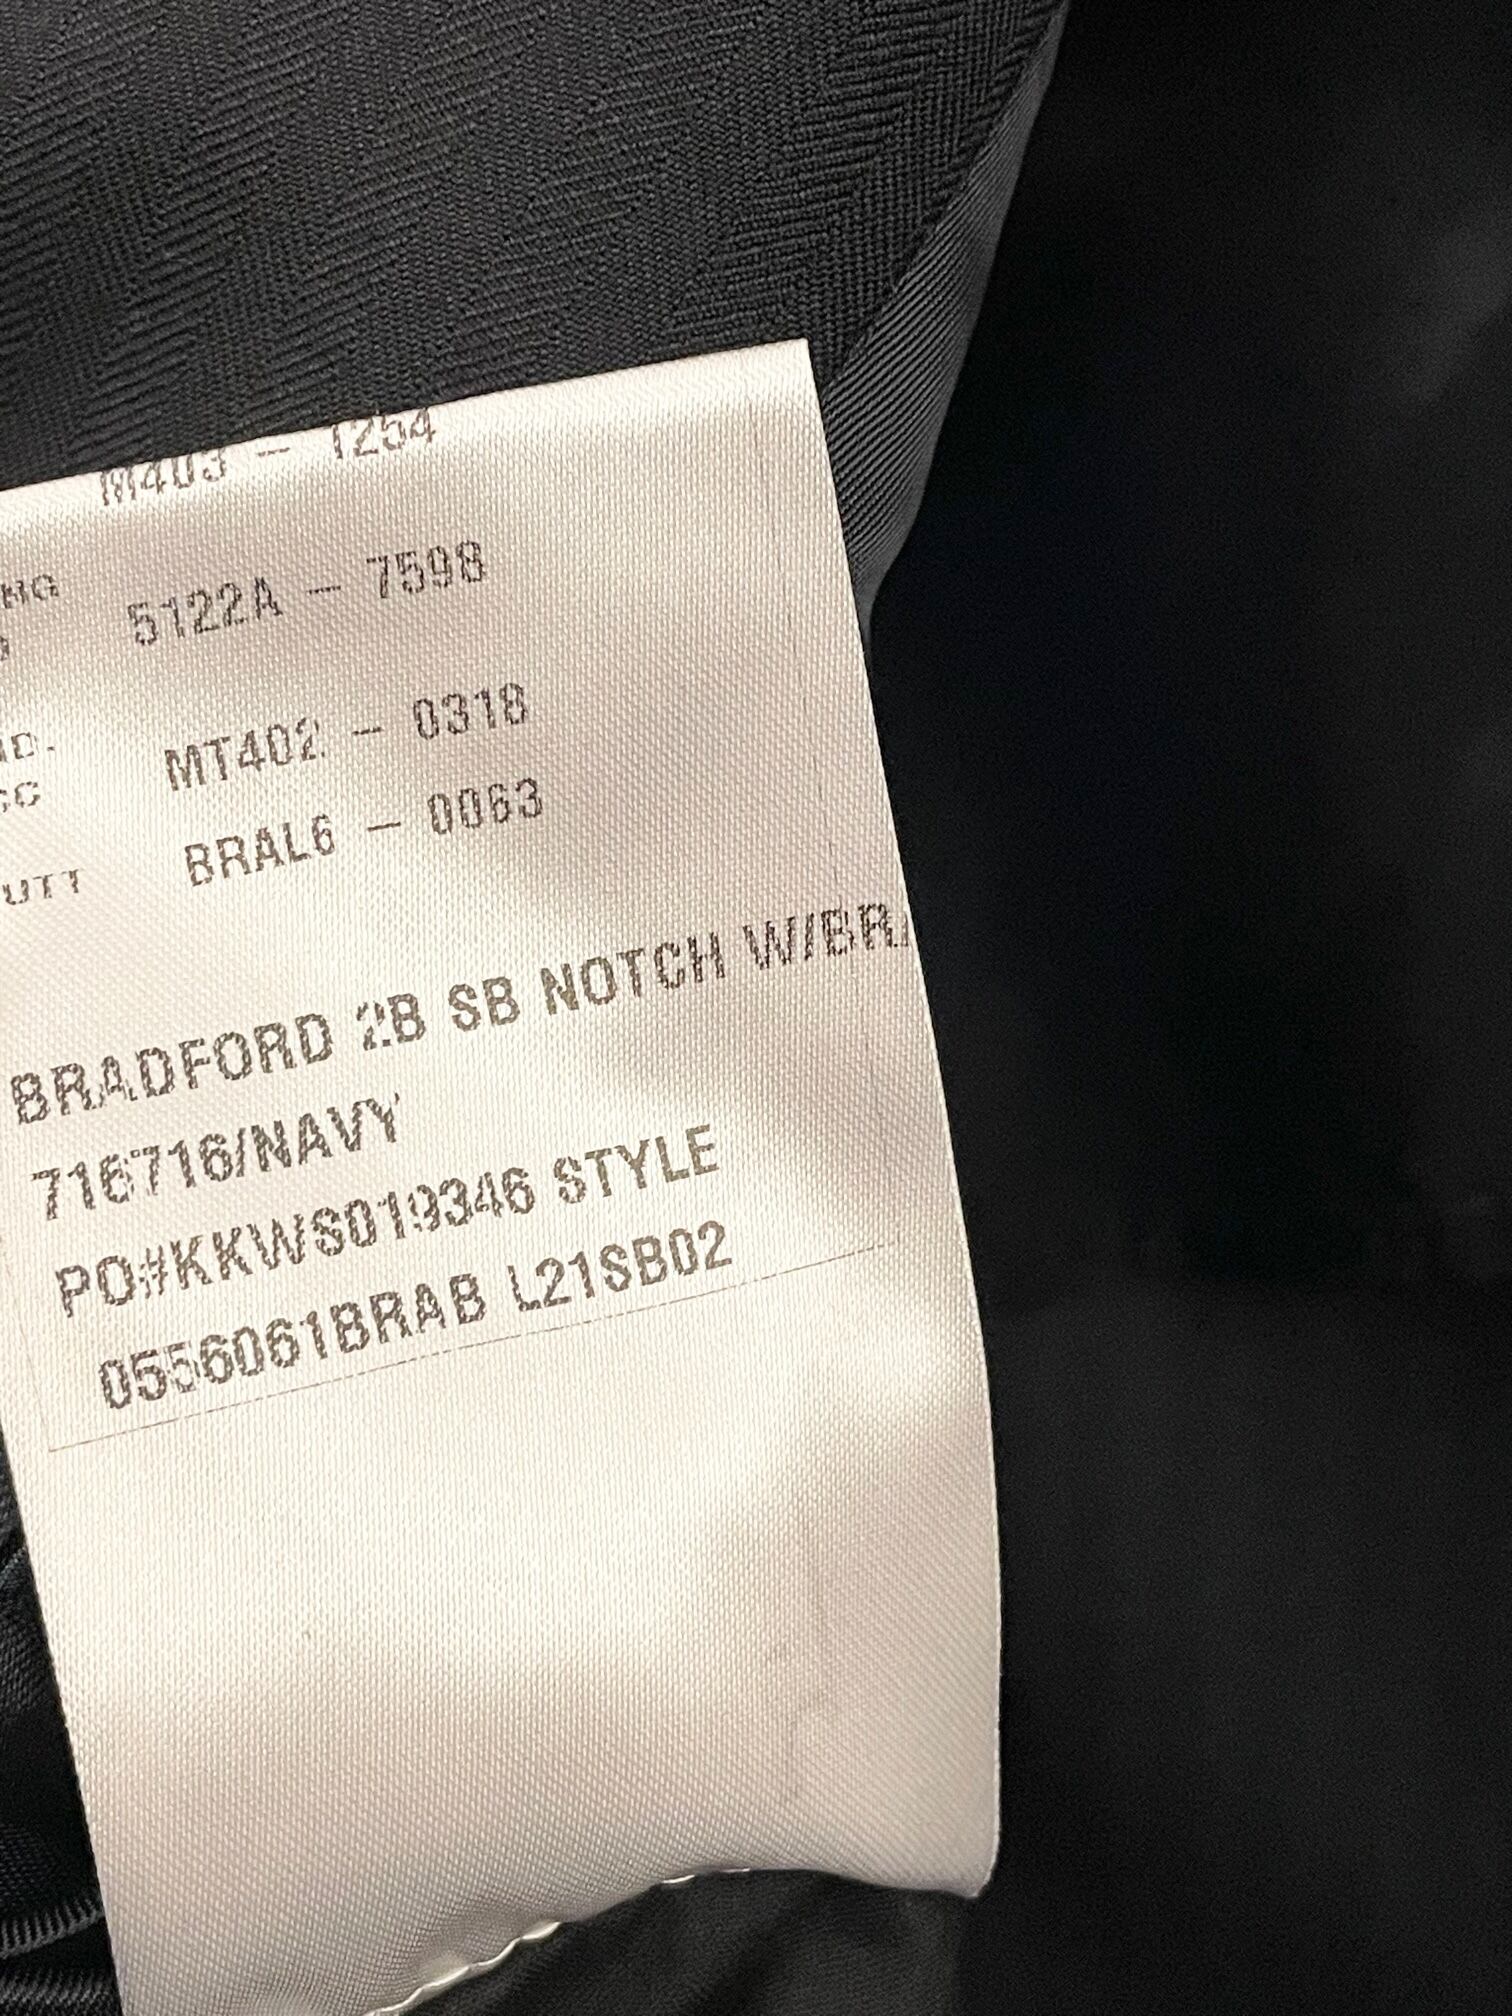 M403 - 1254
5122A - 7598
MT402 - 0318
BRAL6 - 0063
BRADFORD 2B SB NOTCH W/BRA
716716/NAVY
PO#KKWS019346 STYLE
0556061BRAB L21SB02